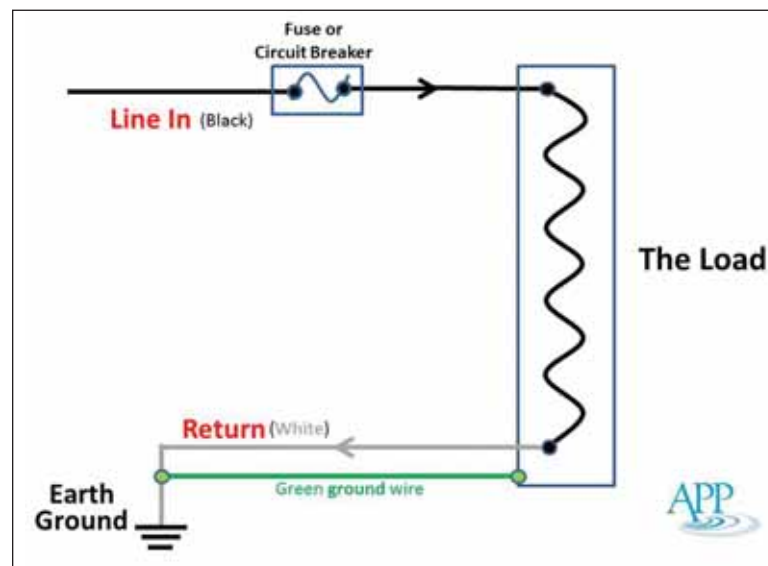 Fuse or
Circuit Breaker
Line In (Black)
The Load
Return (White)
Green ground wire
Earth
Ground
APP